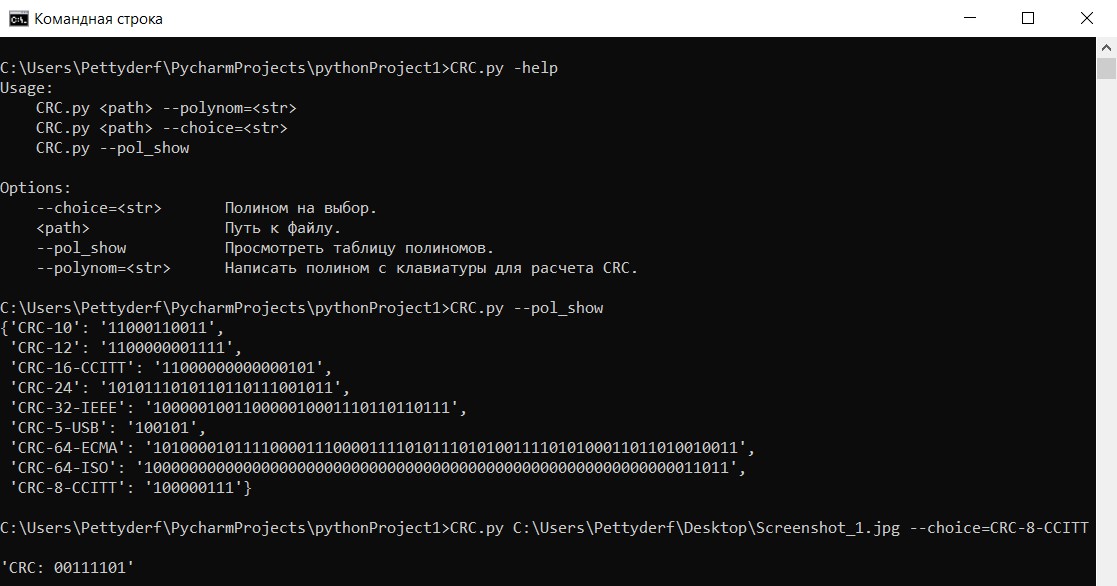 Командная строка
C:\Users\Pettyderf\PycharmProjects\pythonProject1>CRC.py -help
Usage:
    CRC.py <path> --polynom=<str>
    CRC.py <path> --choice=<str>
    CRC.py --pol_show
Options:
    --choice=<str>       Полином на выбор.
    <path>               Путь к файлу.
    --pol_show           Просмотреть таблицу полиномов.
    --polynom=<str>      Написать полином с клавиатуры для расчета CRC.
C:\Users\Pettyderf\PycharmProjects\pythonProject1>CRC.py --pol_show
{'CRC-10': '11000110011',
 'CRC-12': '1100000001111',
 'CRC-16-CCITT': '11000000000000101',
 'CRC-24': '1010111010110110111001011',
 'CRC-32-IEEE': '100000100110000010001110110110111',
 'CRC-5-USB': '100101',
 'CRC-64-ECMA': '10100001011110000111000011110101110101001111010100011011010010011',
 'CRC-64-ISO': '10000000000000000000000000000000000000000000000000000000000011011',
 'CRC-8-CCITT': '100000111'}
C:\Users\Pettyderf\PycharmProjects\pythonProject1>CRC.py C:\Users\Pettyderf\Desktop\Screenshot_1.jpg --choice=CRC-8-CCITT
'CRC: 00111101'